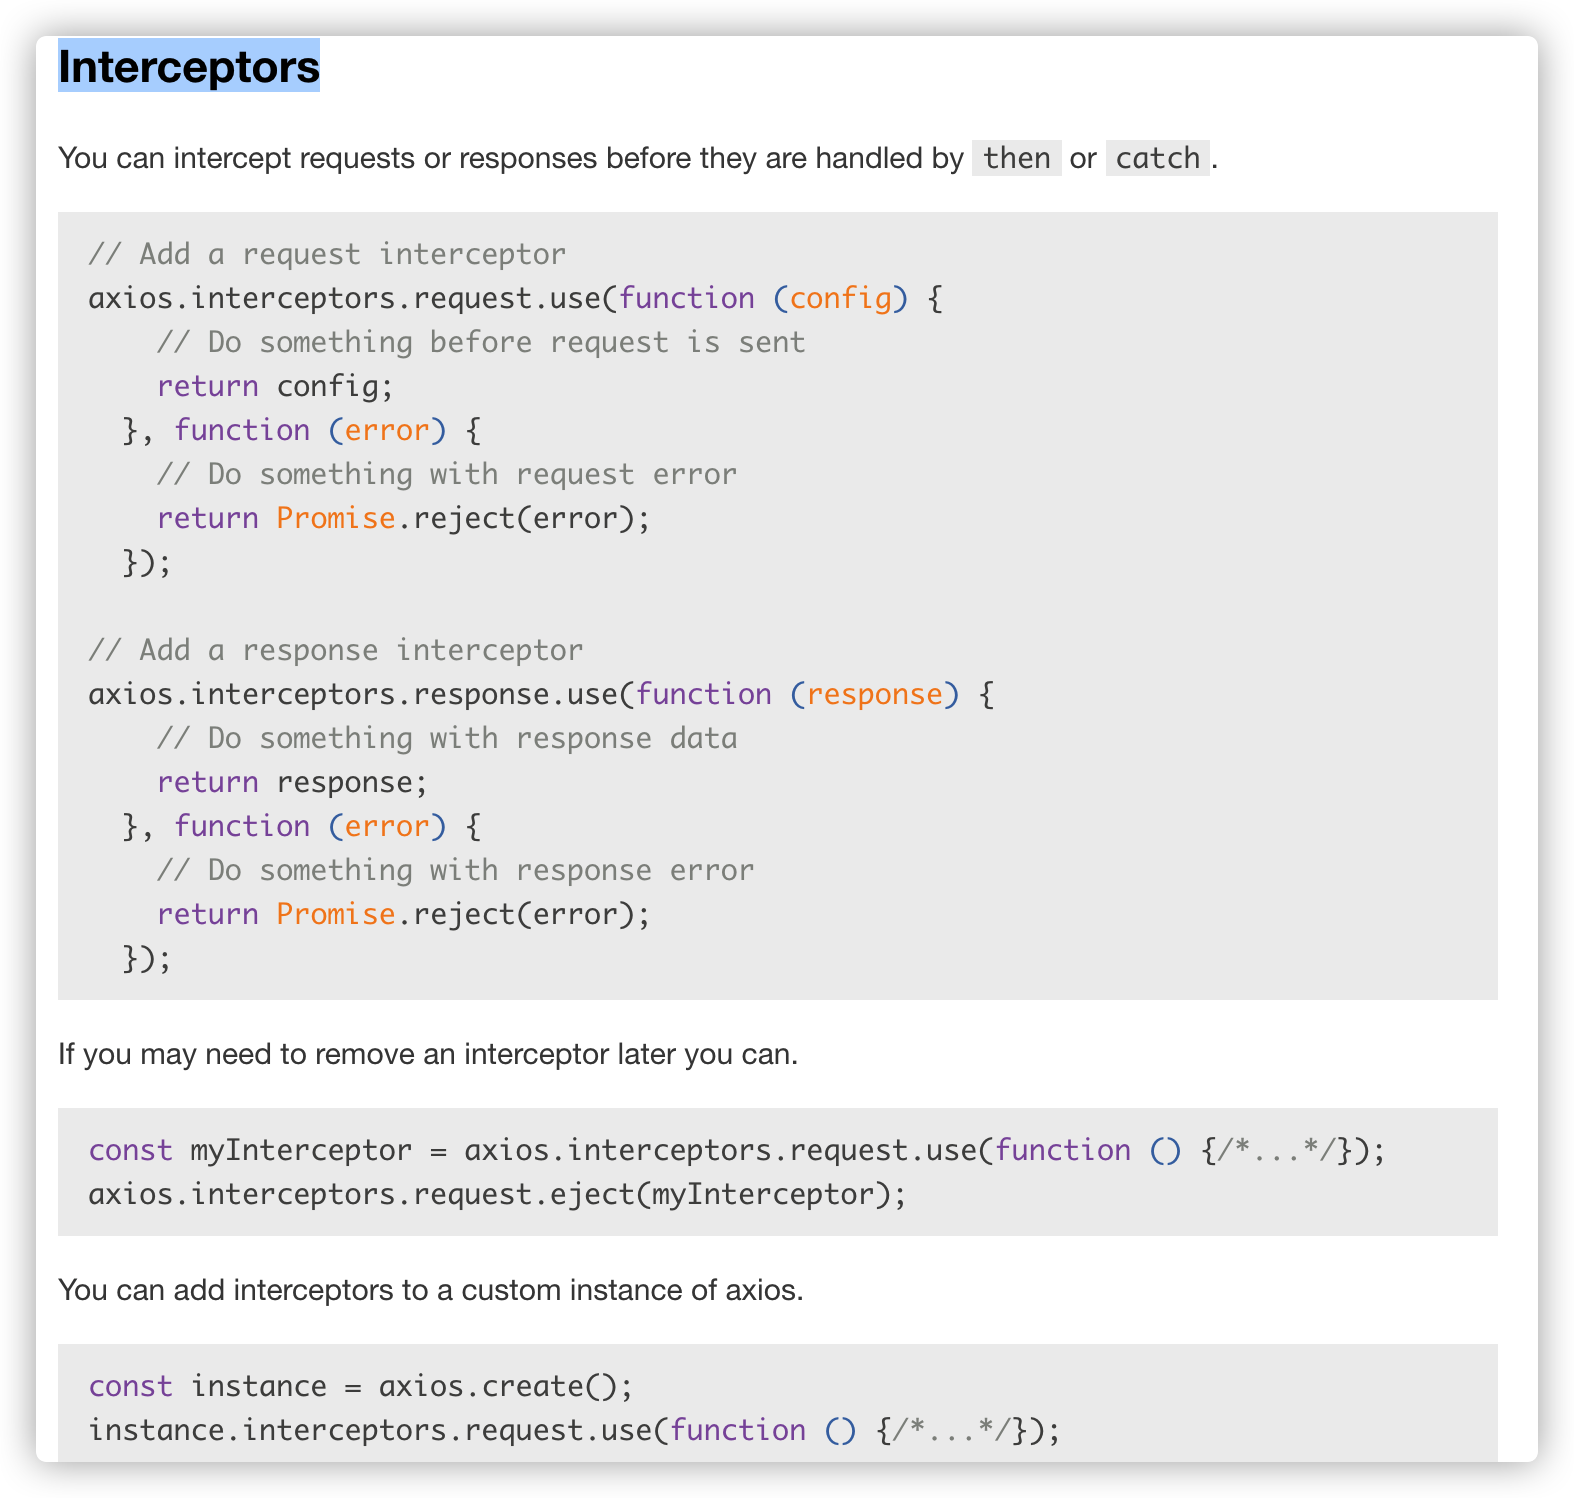 Interceptors
You can intercept requests or responses before they are handled by then or catch.
// Add a request interceptor
axios.interceptors.request.use(function (config) {
    // Do something before request is sent
    return config;
  }, function (error) {
    // Do something with request error
    return Promise.reject(error);
  });
// Add a response interceptor
axios.interceptors.response.use(function (response) {
    // Do something with response data
    return response;
  }, function (error) {
    // Do something with response error
    return Promise.reject(error);
  });
If you may need to remove an interceptor later you can.
const myInterceptor = axios.interceptors.request.use(function () {/*...*/});
axios.interceptors.request.eject(myInterceptor);
You can add interceptors to a custom instance of axios.
const instance = axios.create();
instance.interceptors.request.use(function () {/*...*/});